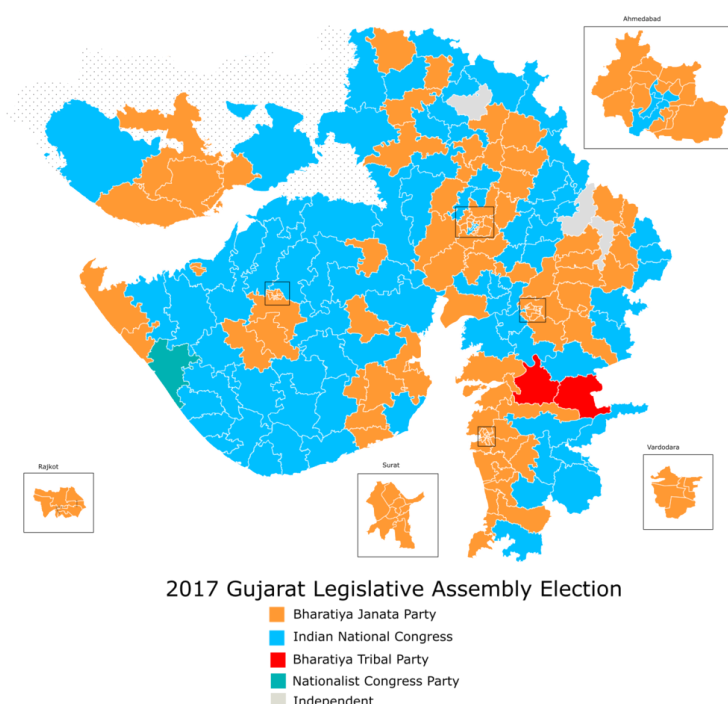 Ahmedabad
Rajkot
Surat
Vardodara
2017 Gujarat Legislative Assembly Election
Bharatiya Janata Party
Indian National Congress
Bharatiya Tribal Party
Nationalist Congress Party
Independent